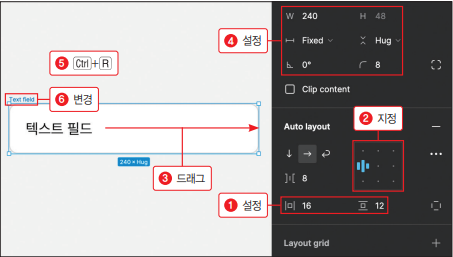 W 240 H 48
④ 설정
Fixed Hug
⑤ Ctrl+R
0° 8
Text field
⑥ 변경
Clip content
② 지정
텍스트 필드
Auto layout
240 × Hug
③ 드래그
8
① 설정
16 12
Layout grid